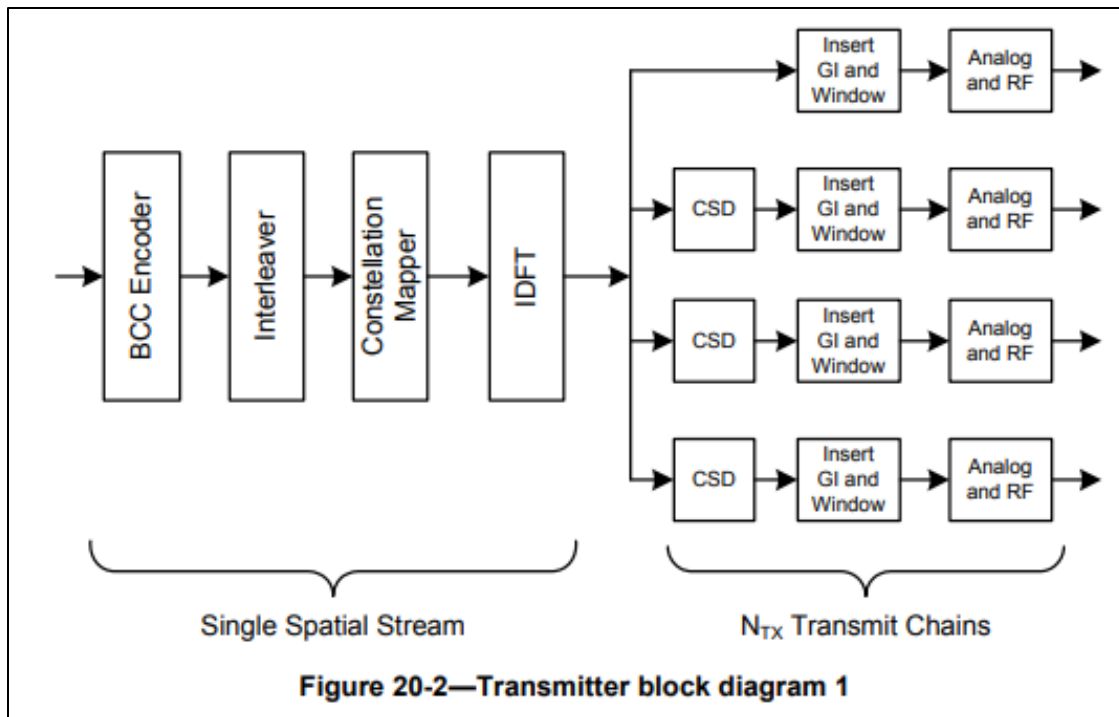 Insert
GI and
Window
Analog
and RF
BCC Encoder
Interleaver
Constellation
Mapper
IDFT
CSD
Insert
GI and
Window
Analog
and RF
CSD
Insert
GI and
Window
Analog
and RF
CSD
Insert
GI and
Window
Analog
and RF
Single Spatial Stream
N_TX Transmit Chains
Figure 20-2—Transmitter block diagram 1